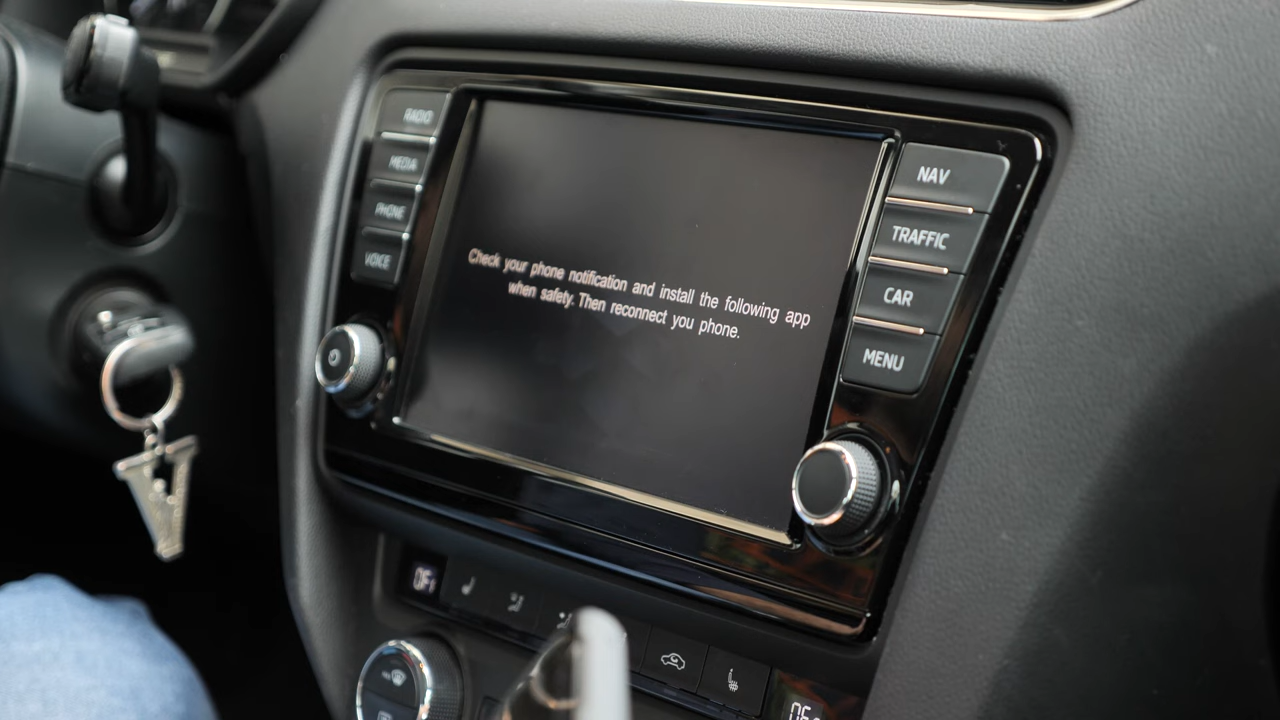 RADIO
MEDIA
PHONE
VOICE
Check your phone notification and install the following app
when safety. Then reconnect you phone.
NAV
TRAFFIC
CAR
MENU
V